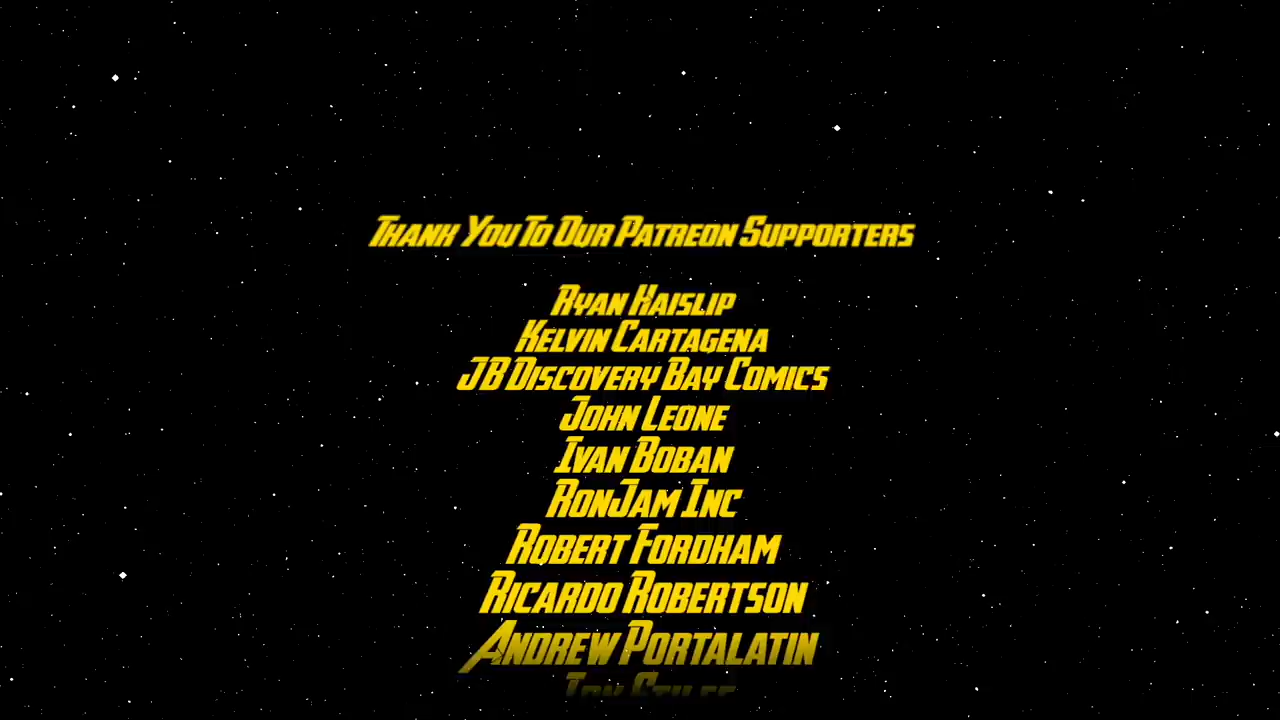 Thank You To Our Patreon Supporters
Ryan Haislip
Kelvin Cartagena
JB Discovery Bay Comics
John Leone
Ivan Boban
RonJam Inc
Robert Fordham
Ricardo Robertson
Andrew Portalatin